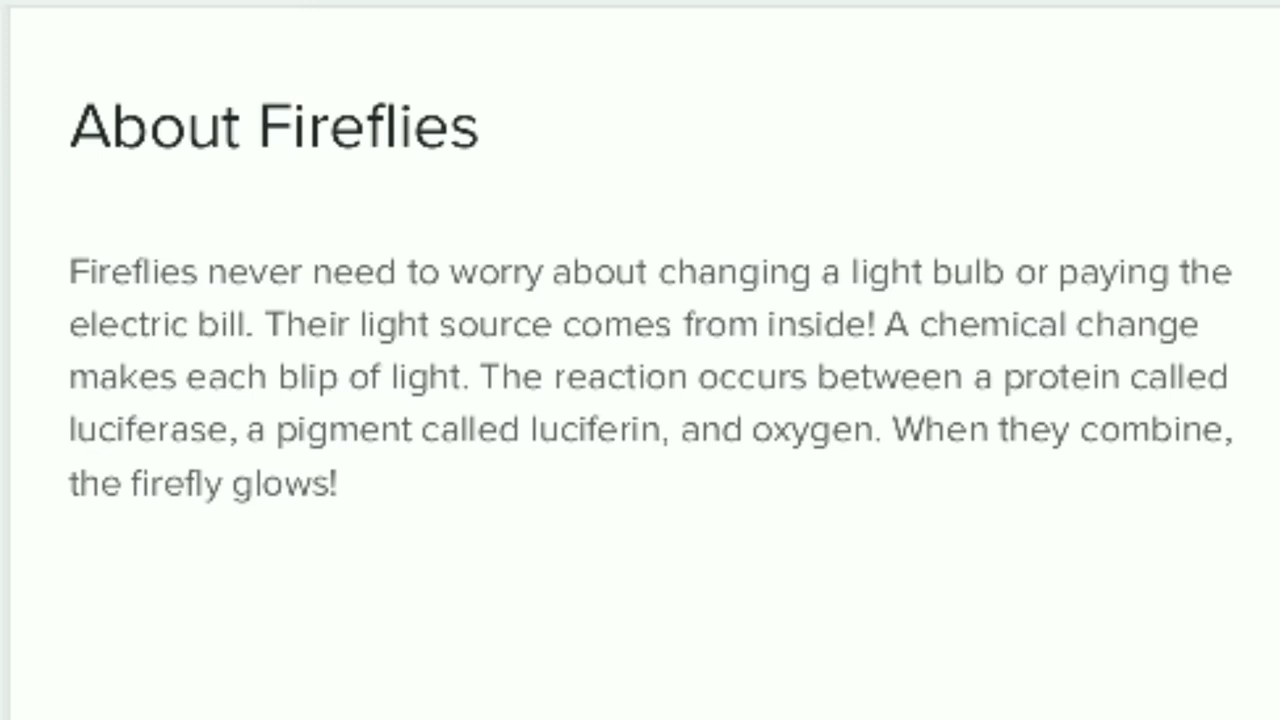 About Fireflies
Fireflies never need to worry about changing a light bulb or paying the
electric bill. Their light source comes from inside! A chemical change
makes each blip of light. The reaction occurs between a protein called
luciferase, a pigment called luciferin, and oxygen. When they combine,
the firefly glows!